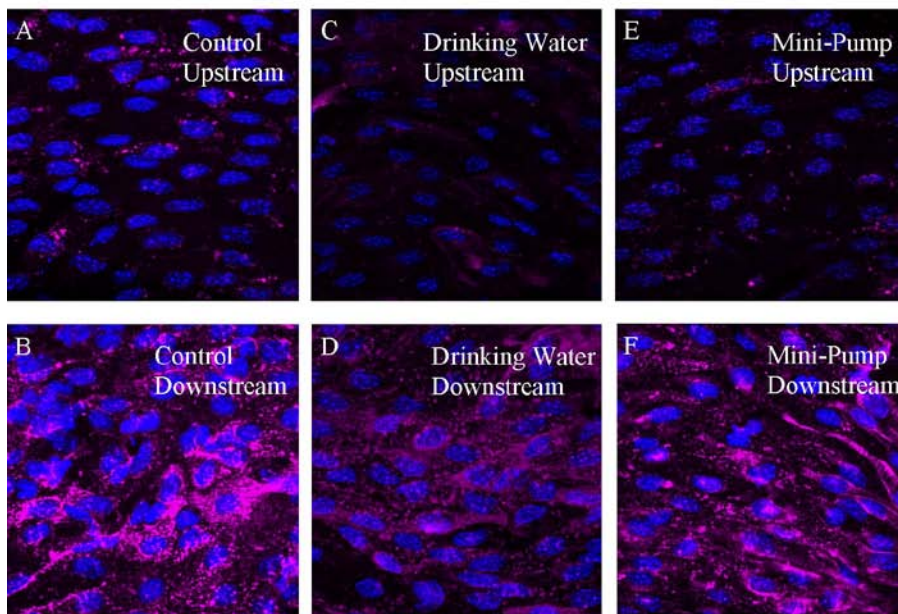 A
Control
Upstream
C
Drinking Water
Upstream
E
Mini-Pump
Upstream
B
Control
Downstream
D
Drinking Water
Downstream
F
Mini-Pump
Downstream